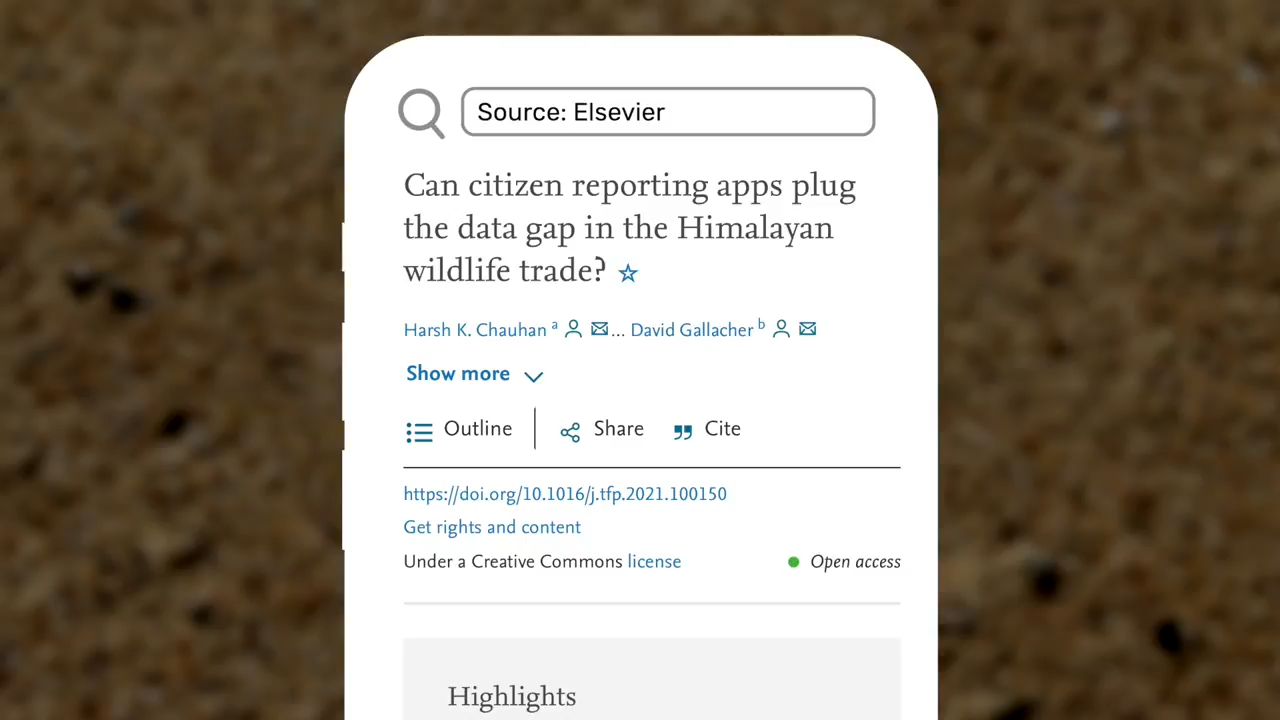 Source: Elsevier
Can citizen reporting apps plug
the data gap in the Himalayan
wildlife trade?
Harsh K. Chauhan a ... David Gallacher b
Show more
Outline Share Cite
https://doi.org/10.1016/j.tfp.2021.100150
Get rights and content
Under a Creative Commons license Open access
Highlights